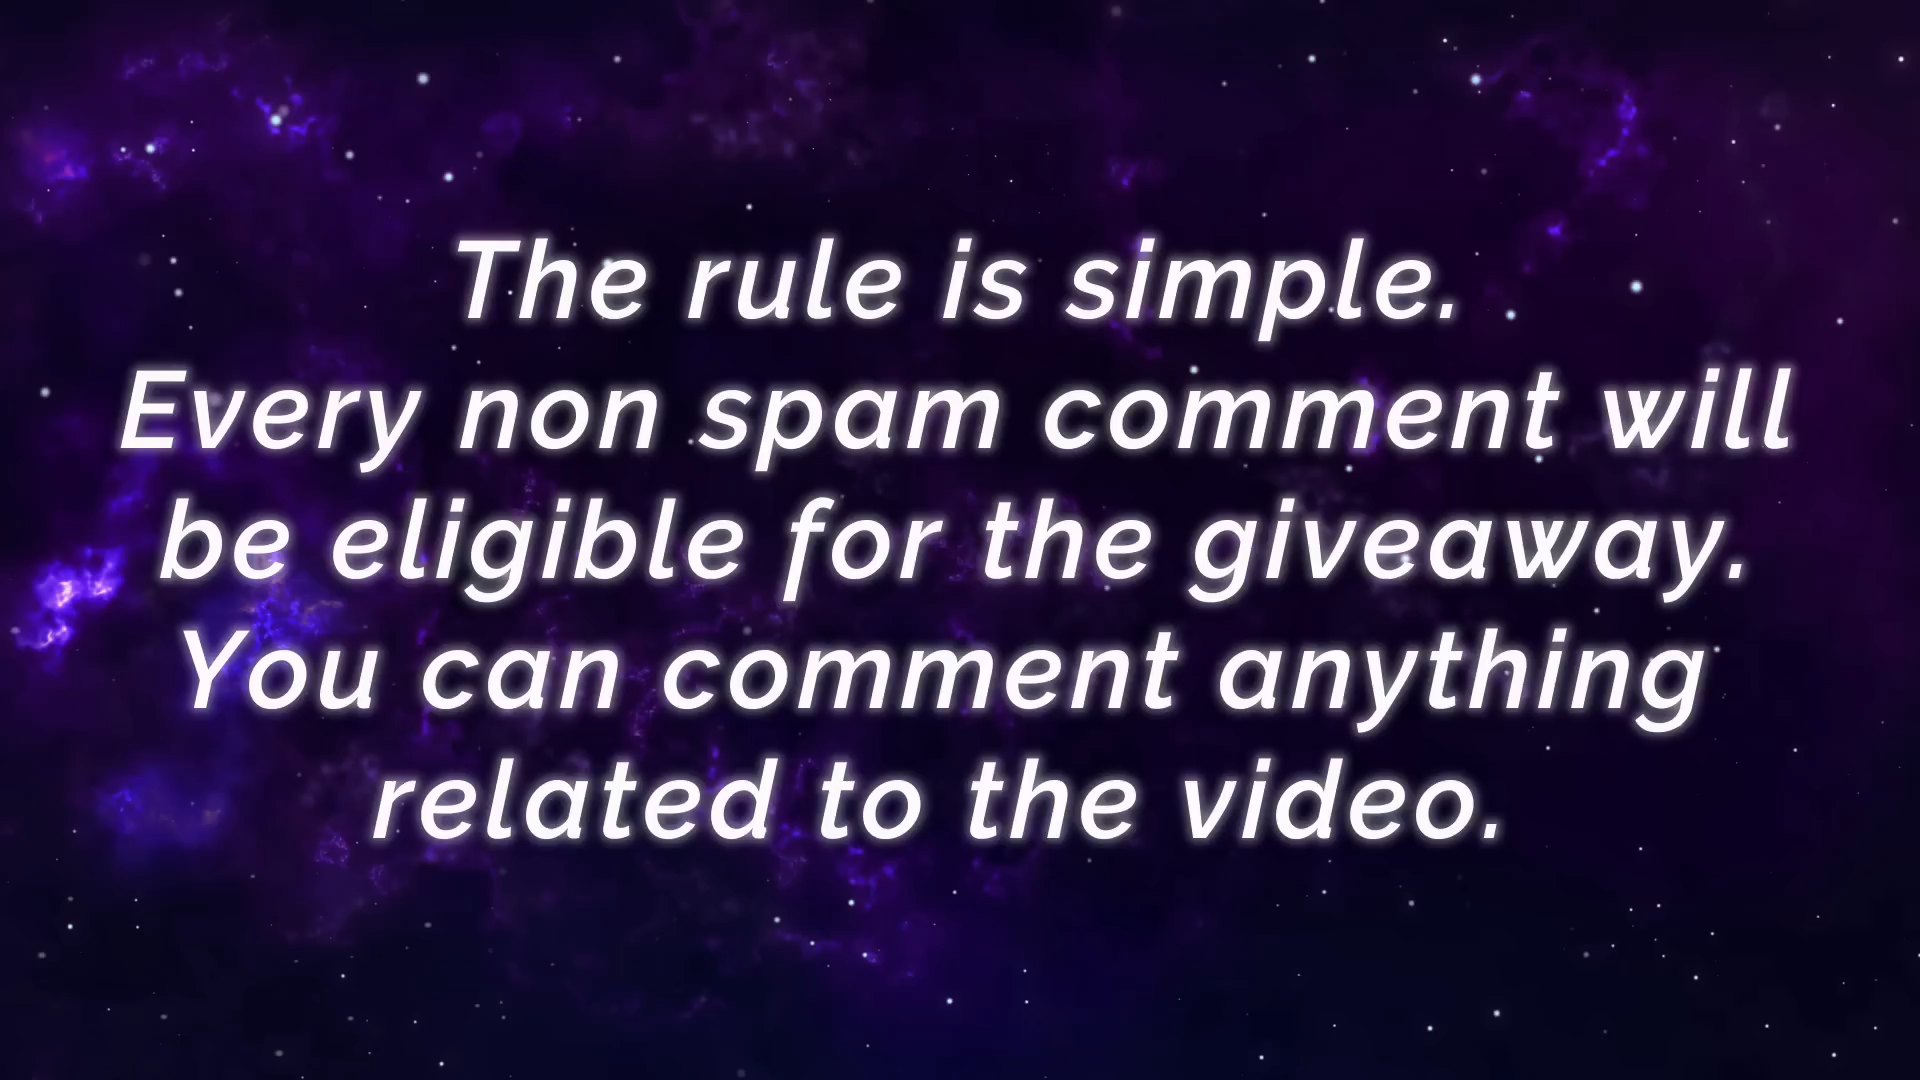 The rule is simple.
Every non spam comment will
be eligible for the giveaway.
You can comment anything
related to the video.